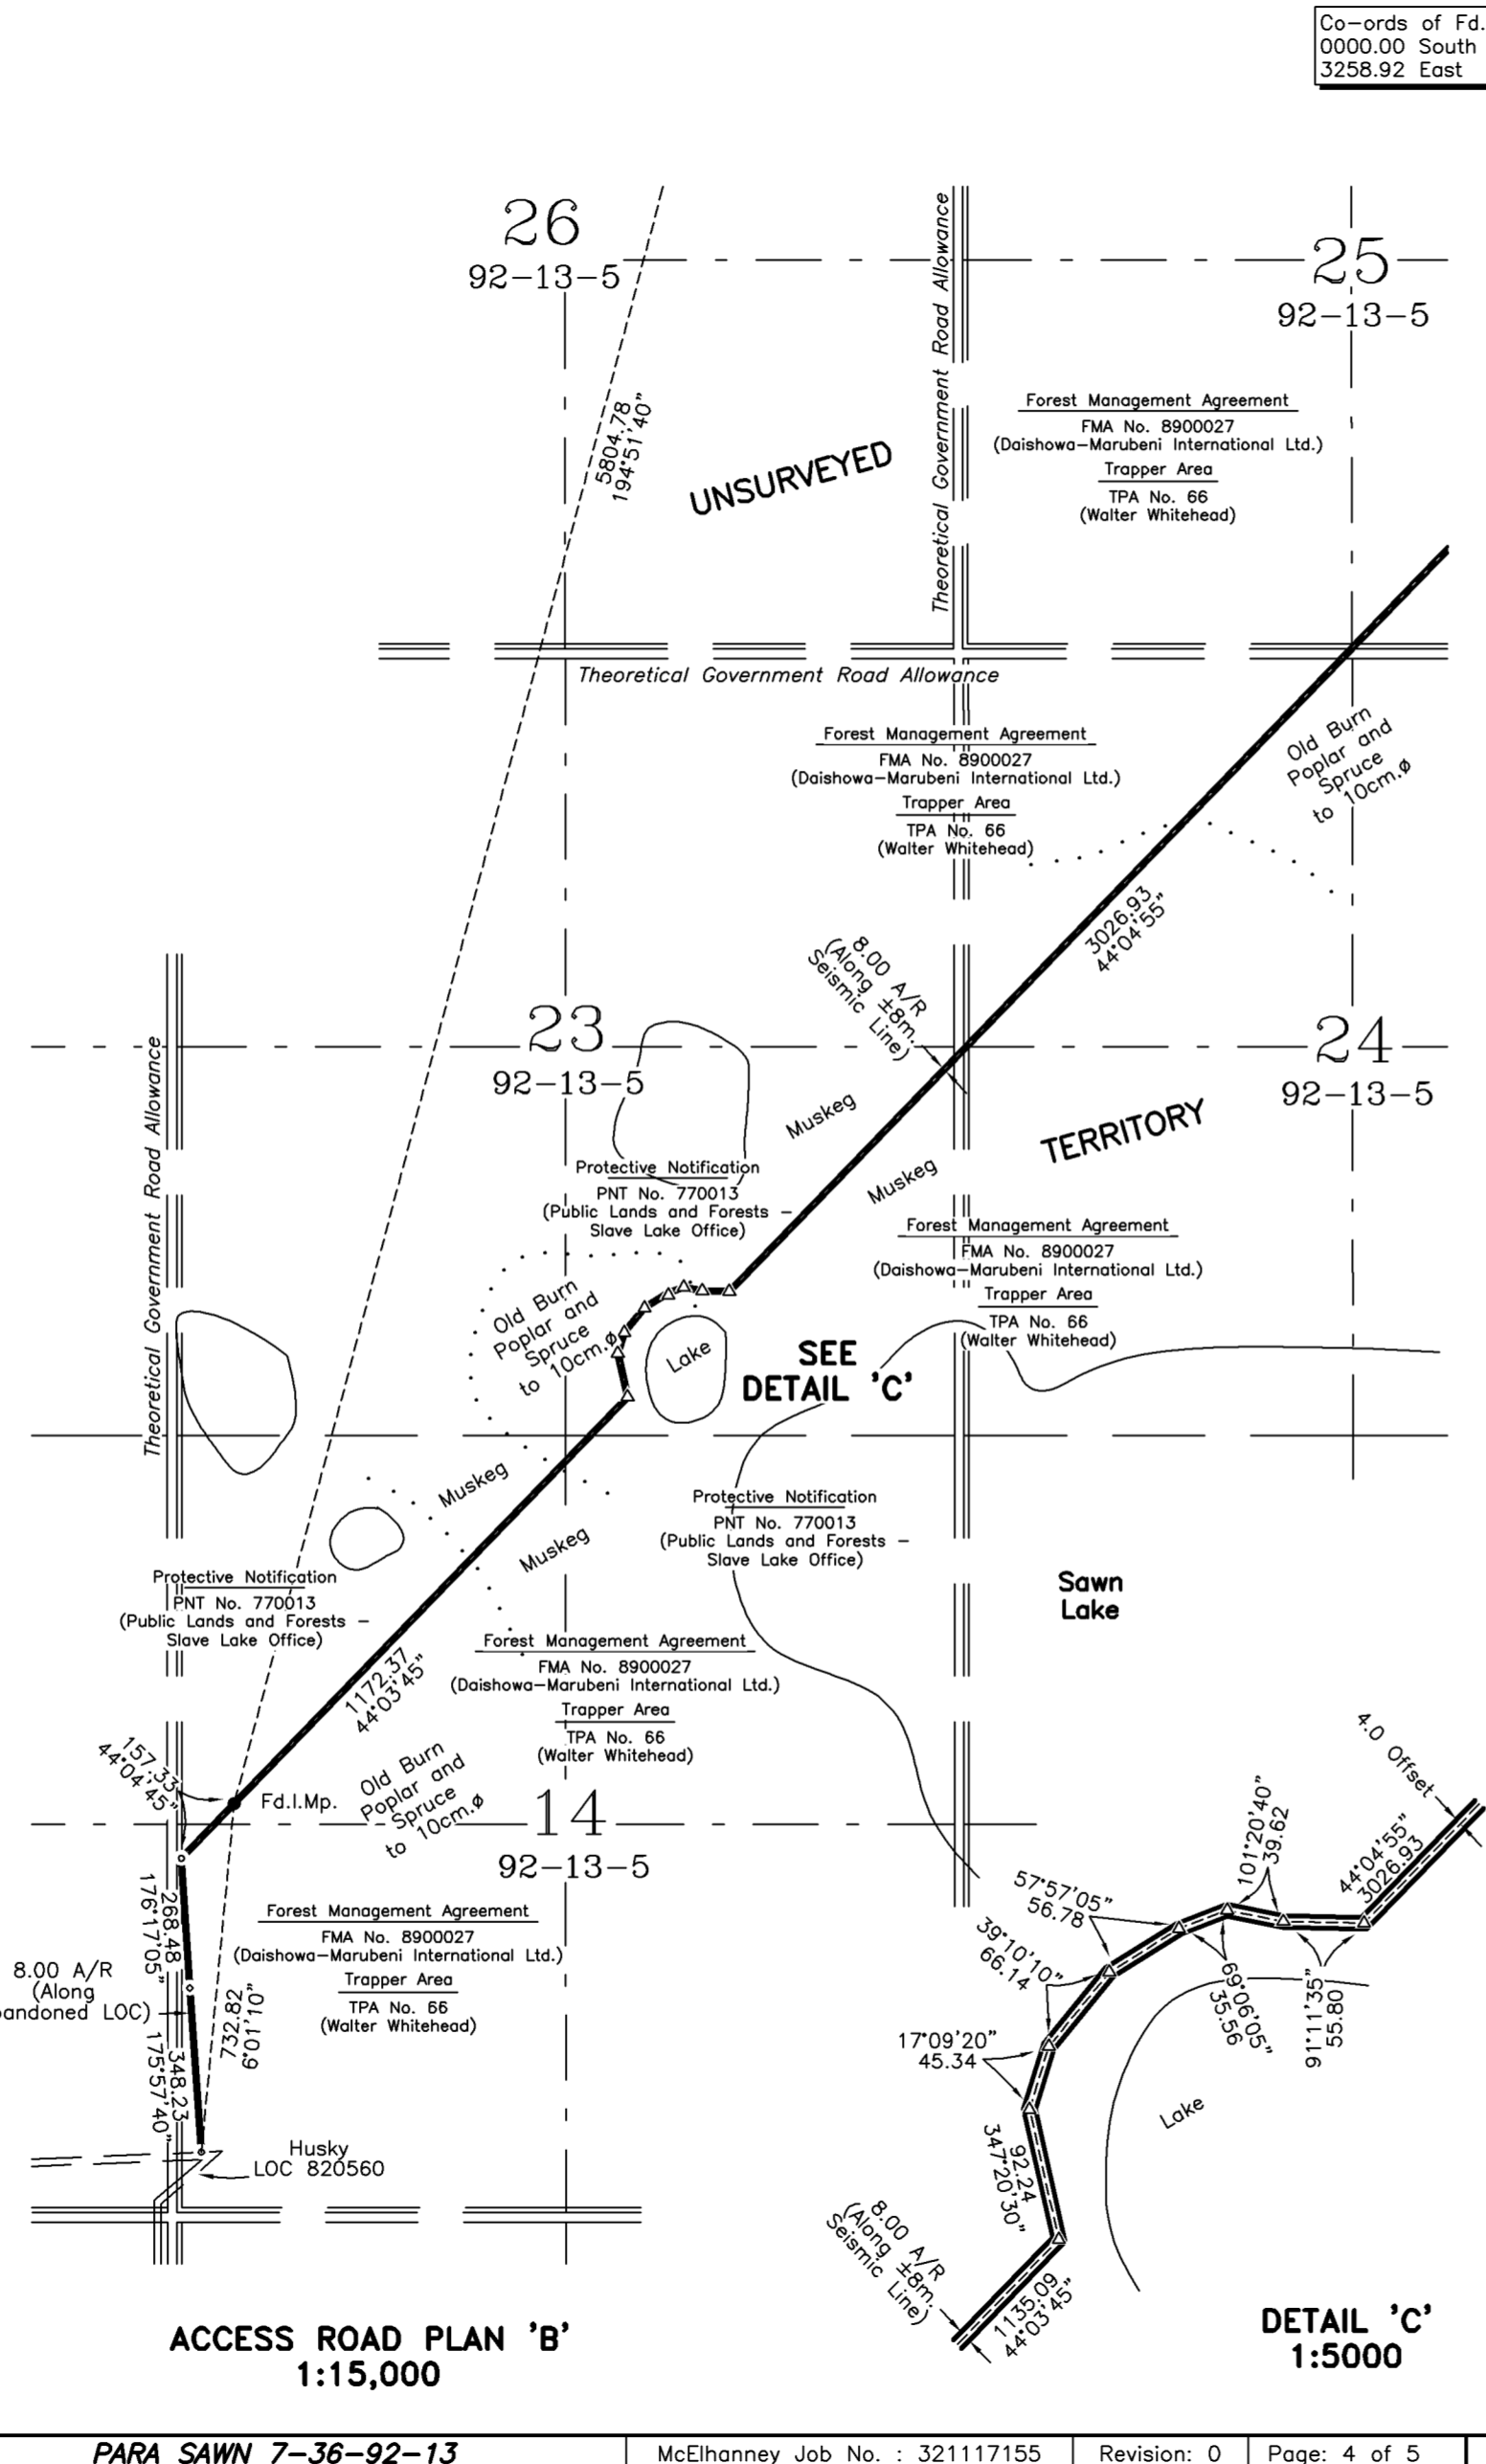 Co-ords of Fd.
0000.00 South
3258.92 East
26
92-13-5
25
92-13-5
Theoretical Government Road Allowance
5804.78
194°51'40"
UNSURVEYED
Forest Management Agreement
FMA No. 8900027
(Daishowa-Marubeni International Ltd.)
Trapper Area
TPA No. 66
(Walter Whitehead)
Theoretical Government Road Allowance
Forest Management Agreement
FMA No. 8900027
(Daishowa-Marubeni International Ltd.)
Trapper Area
TPA No. 66
(Walter Whitehead)
Old Burn
Poplar and
Spruce
to 10cm.ø
3026.93
44°04'55"
8.00 A/R
(Along ±8m.
Seismic Line)
23
92-13-5
24
92-13-5
Theoretical Government Road Allowance
Muskeg
TERRITORY
Muskeg
Protective Notification
PNT No. 770013
(Public Lands and Forests -
Slave Lake Office)
Forest Management Agreement
FMA No. 8900027
(Daishowa-Marubeni International Ltd.)
Trapper Area
TPA No. 66
(Walter Whitehead)
Old Burn
Poplar and
Spruce
to 10cm.ø
Lake
SEE
DETAIL 'C'
Muskeg
Muskeg
Protective Notification
PNT No. 770013
(Public Lands and Forests -
Slave Lake Office)
Sawn
Lake
Protective Notification
PNT No. 770013
(Public Lands and Forests -
Slave Lake Office)
1172.37
44°03'45"
Forest Management Agreement
FMA No. 8900027
(Daishowa-Marubeni International Ltd.)
Trapper Area
TPA No. 66
(Walter Whitehead)
157.33
44°04'45"
Fd.I.Mp.
Old Burn
Poplar and
Spruce
to 10cm.ø
14
92-13-5
268.48
176°17'05"
Forest Management Agreement
FMA No. 8900027
(Daishowa-Marubeni International Ltd.)
Trapper Area
TPA No. 66
(Walter Whitehead)
8.00 A/R
(Along
andoned LOC)
732.82
6°01'10"
348.23
175°57'40"
Husky
LOC 820560
4.0 Offset
44°04'55"
3026.93
101°20'40"
39.62
57°57'05"
56.78
39°10'10"
66.14
69°06'05"
35.56
91°11'35"
55.80
17°09'20"
45.34
Lake
92.24
347°20'30"
8.00 A/R
(Along ±8m.
Seismic Line)
1135.09
44°03'45"
ACCESS ROAD PLAN 'B'
1:15,000
DETAIL 'C'
1:5000
PARA SAWN 7-36-92-13
McElhanney Job No. : 321117155
Revision: 0
Page: 4 of 5